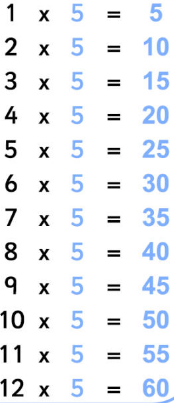 1 x 5 = 5
2 x 5 = 10
3 x 5 = 15
4 x 5 = 20
5 x 5 = 25
6 x 5 = 30
7 x 5 = 35
8 x 5 = 40
9 x 5 = 45
10 x 5 = 50
11 x 5 = 55
12 x 5 = 60